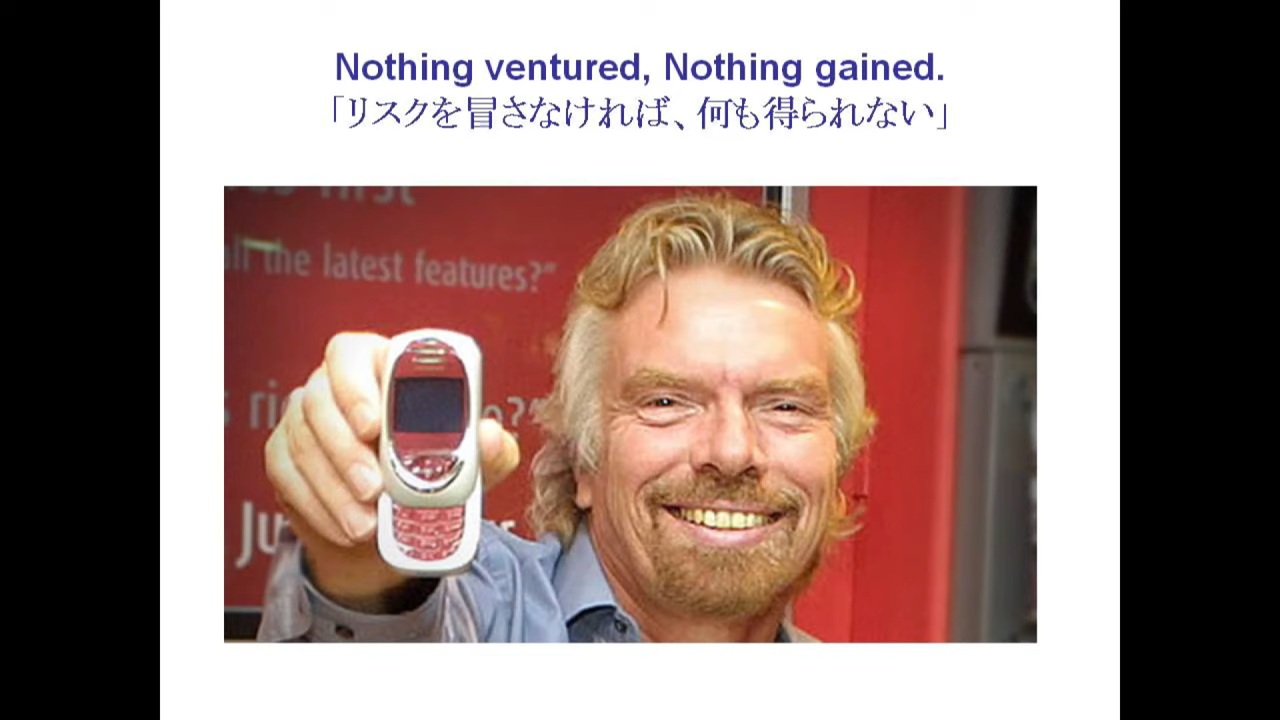 Nothing ventured, Nothing gained.
「リスクを冒さなければ、何も得られない」
all the latest features?"